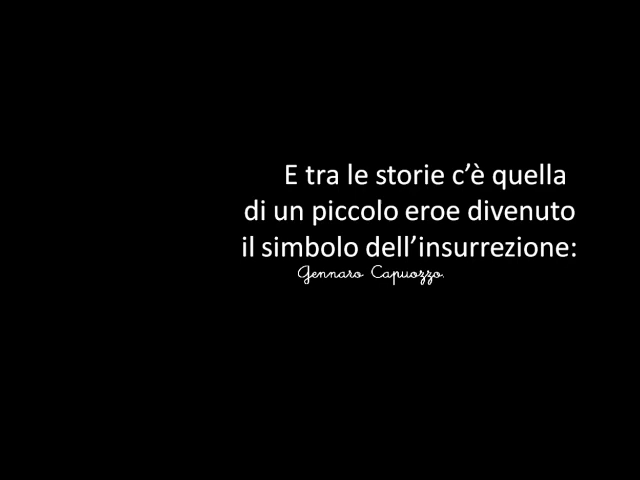 E tra le storie c’è quella
di un piccolo eroe divenuto
il simbolo dell’insurrezione:
Gennaro Capuozzo.